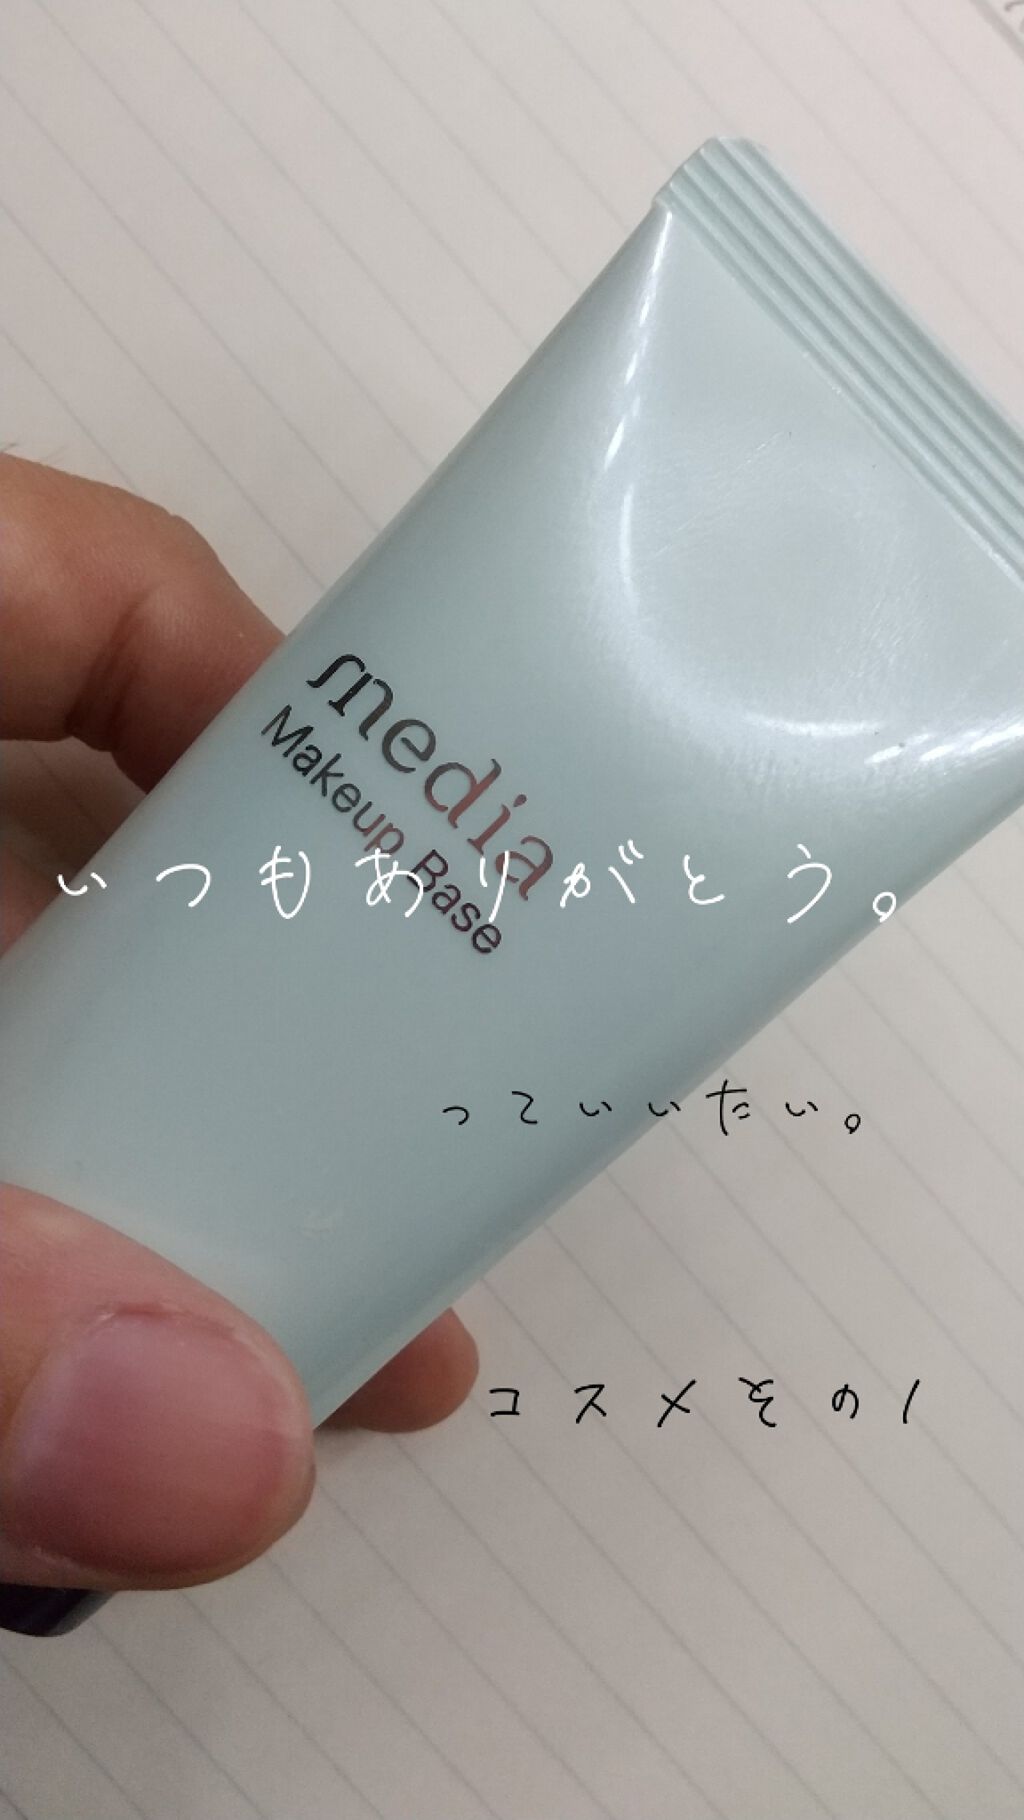 media
Makeup Base
いつもありがとう。
っていいたい。
コスメその1